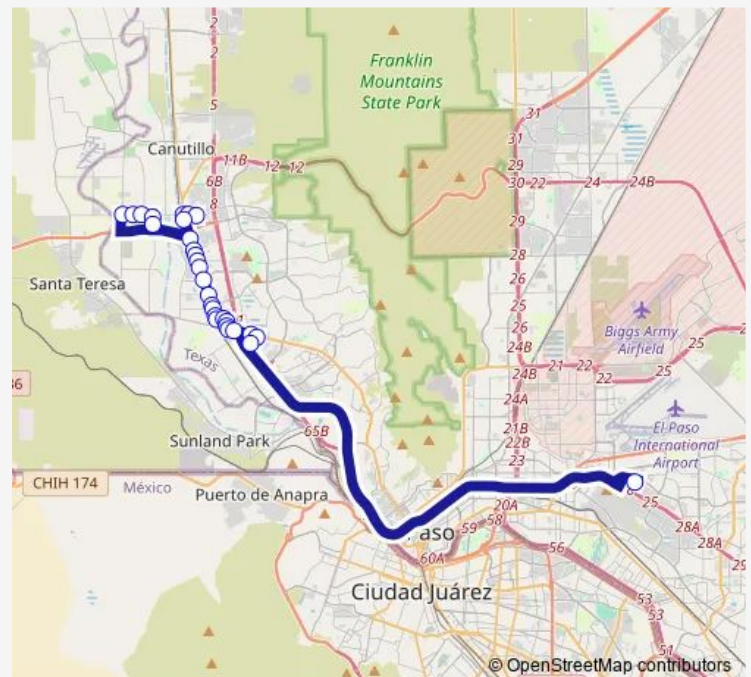 Franklin
Mountains
State Park
Canutillo
Santa Teresa
Texas
Sunland Park
CHIH 174
México
Puerto de Anapra
Ciudad Juárez
Biggs Army
Airfield
El Paso
International
Airport
2
2
5
11B
12
12
6B
8
31
31
29
30
22
24
24B
29
28
26
25
26
24B
21
22
22
25
25
24B
24A
21B
22B
23
65B
20A
59
58
60A
56
25
28A
28A
29
53
53
51
aso
© OpenStreetMap contributors